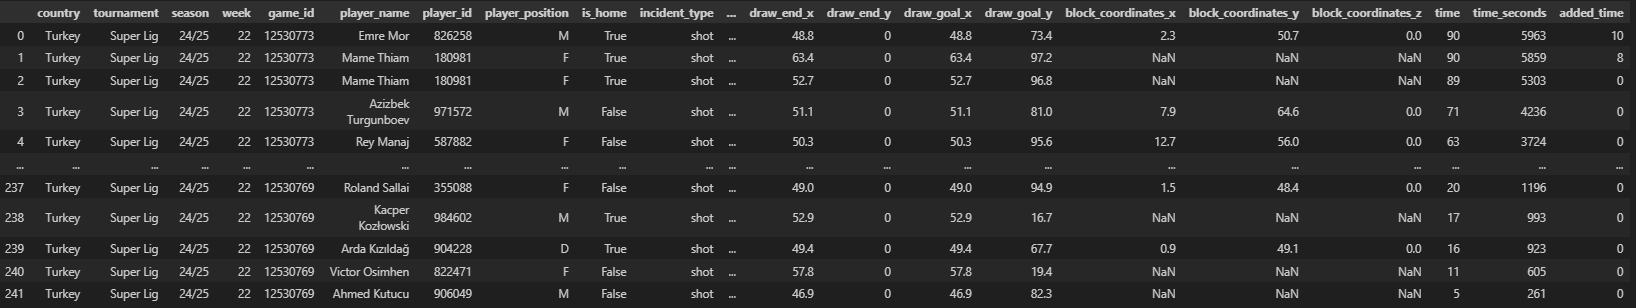 country tournament season week game_id player_name player_id player_position is_home incident_type ... draw_end_x draw_end_y draw_goal_x draw_goal_y block_coordinates_x block_coordinates_y block_coordinates_z time time_seconds added_time
0 Turkey Super Lig 24/25 22 12530773 Emre Mor 826258 M True shot ... 48.8 0 48.8 73.4 2.3 50.7 0.0 90 5963 10
1 Turkey Super Lig 24/25 22 12530773 Mame Thiam 180981 F True shot ... 63.4 0 63.4 97.2 NaN NaN NaN 90 5859 8
2 Turkey Super Lig 24/25 22 12530773 Mame Thiam 180981 F True shot ... 52.7 0 52.7 96.8 NaN NaN NaN 89 5303 0
3 Turkey Super Lig 24/25 22 12530773 Azizbek Turgunboev 971572 M False shot ... 51.1 0 51.1 81.0 7.9 64.6 0.0 71 4236 0
4 Turkey Super Lig 24/25 22 12530773 Rey Manaj 587882 F False shot ... 50.3 0 50.3 95.6 12.7 56.0 0.0 63 3724 0
... ... ... ... ... ... ... ... ... ... ... ... ... ... ... ... ... ... ... ... ... ...
237 Turkey Super Lig 24/25 22 12530769 Roland Sallai 355088 F False shot ... 49.0 0 49.0 94.9 1.5 48.4 0.0 20 1196 0
238 Turkey Super Lig 24/25 22 12530769 Kacper Kozłowski 984602 M True shot ... 52.9 0 52.9 16.7 NaN NaN NaN 17 993 0
239 Turkey Super Lig 24/25 22 12530769 Arda Kızıldağ 904228 D True shot ... 49.4 0 49.4 67.7 0.9 49.1 0.0 16 923 0
240 Turkey Super Lig 24/25 22 12530769 Victor Osimhen 822471 F False shot ... 57.8 0 57.8 19.4 NaN NaN NaN 11 605 0
241 Turkey Super Lig 24/25 22 12530769 Ahmed Kutucu 906049 M False shot ... 46.9 0 46.9 82.3 NaN NaN NaN 5 261 0